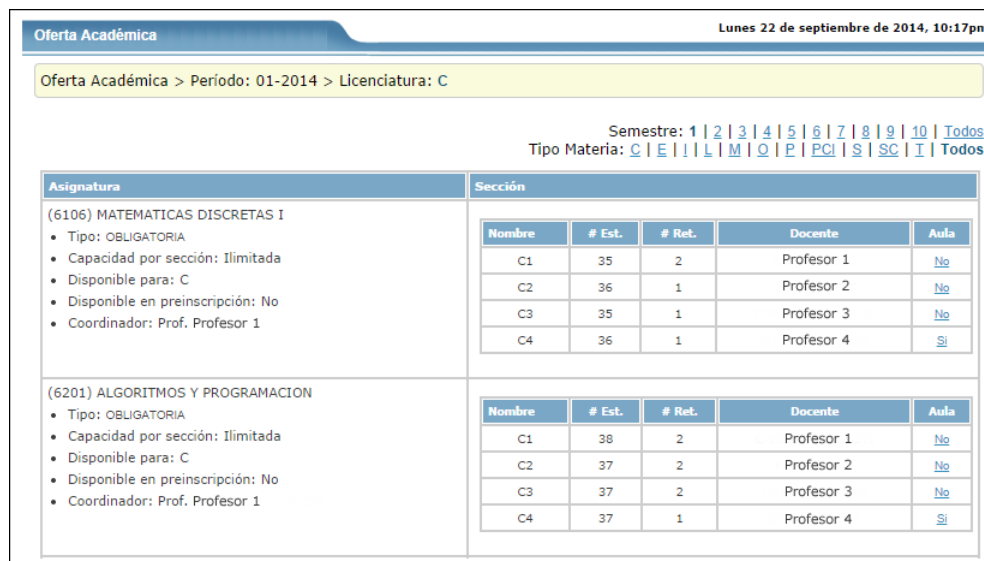 Oferta Académica
Lunes 22 de septiembre de 2014, 10:17pm
Oferta Académica > Período: 01-2014 > Licenciatura: C
Semestre: 1 | 2 | 3 | 4 | 5 | 6 | 7 | 8 | 9 | 10 | Todos
Tipo Materia: C | E | I | L | M | O | P | PCI | S | SC | T | Todos
Asignatura Sección
(6106) MATEMATICAS DISCRETAS I
• Tipo: OBLIGATORIA
• Capacidad por sección: Ilimitada
• Disponible para: C
• Disponible en preinscripción: No
• Coordinador: Prof. Profesor 1
Nombre # Est. # Ret. Docente Aula
C1 35 2 Profesor 1 No
C2 36 1 Profesor 2 No
C3 35 1 Profesor 3 No
C4 36 1 Profesor 4 Si
(6201) ALGORITMOS Y PROGRAMACION
• Tipo: OBLIGATORIA
• Capacidad por sección: Ilimitada
• Disponible para: C
• Disponible en preinscripción: No
• Coordinador: Prof. Profesor 1
Nombre # Est. # Ret. Docente Aula
C1 38 2 Profesor 1 No
C2 37 2 Profesor 2 No
C3 37 2 Profesor 3 No
C4 37 1 Profesor 4 Si